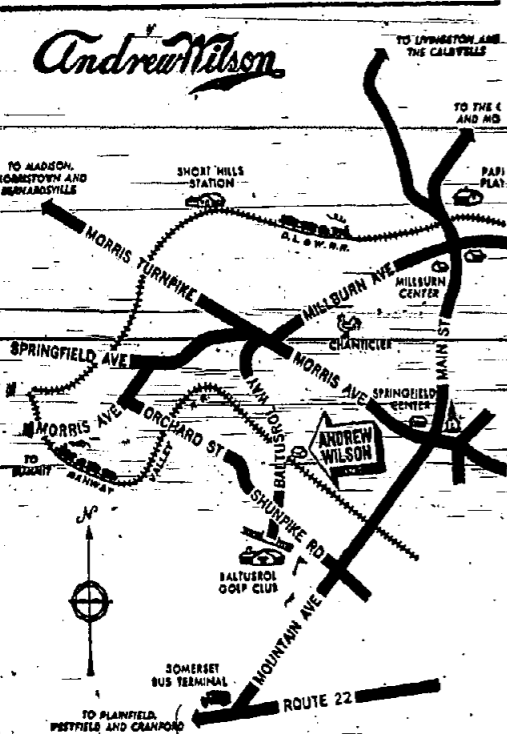 Andrew Wilson
TO LIVINGSTON AND
THE CALDWELLS
TO THE
AND
TO MADISON,
MORRISTOWN AND
BERNARDSVILLE
SHORT HILLS
STATION
D. L. & W. R.R.
MORRIS TURNPIKE
MILLBURN AVE
MILLBURN
CENTER
CHANTICLER
MAIN ST
SPRINGFIELD AVE
MORRIS AVE
SPRINGFIELD
CENTER
MORRIS AVE
ORCHARD ST
BALTUSROL WAY
ANDREW
WILSON
TO
SUMMIT
RAHWAY
VALLEY
R.R.
SHUNPIKE RD
N
BALTUSROL
GOLF CLUB
MOUNTAIN AVE
SOMERSET
BUS TERMINAL
ROUTE 22
TO PLAINFIELD,
WESTFIELD AND CRANFORD